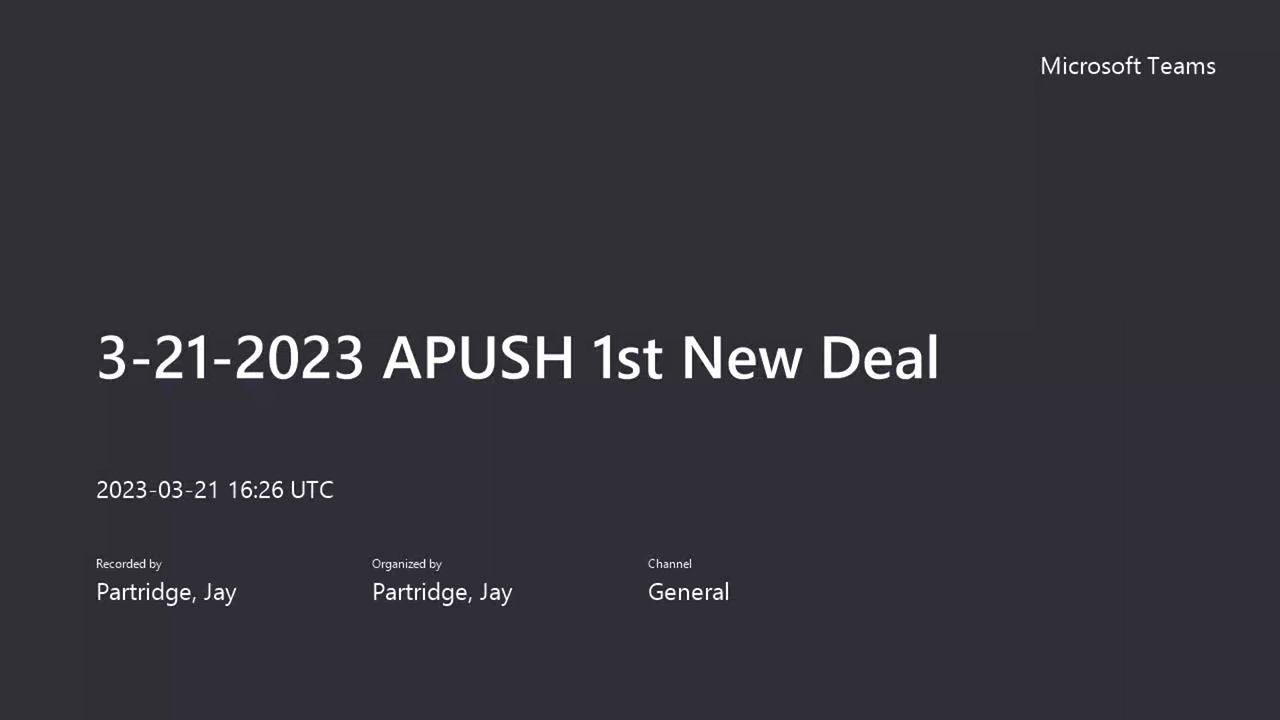 Microsoft Teams
3-21-2023 APUSH 1st New Deal
2023-03-21 16:26 UTC
Recorded by
Partridge, Jay
Organized by
Partridge, Jay
Channel
General